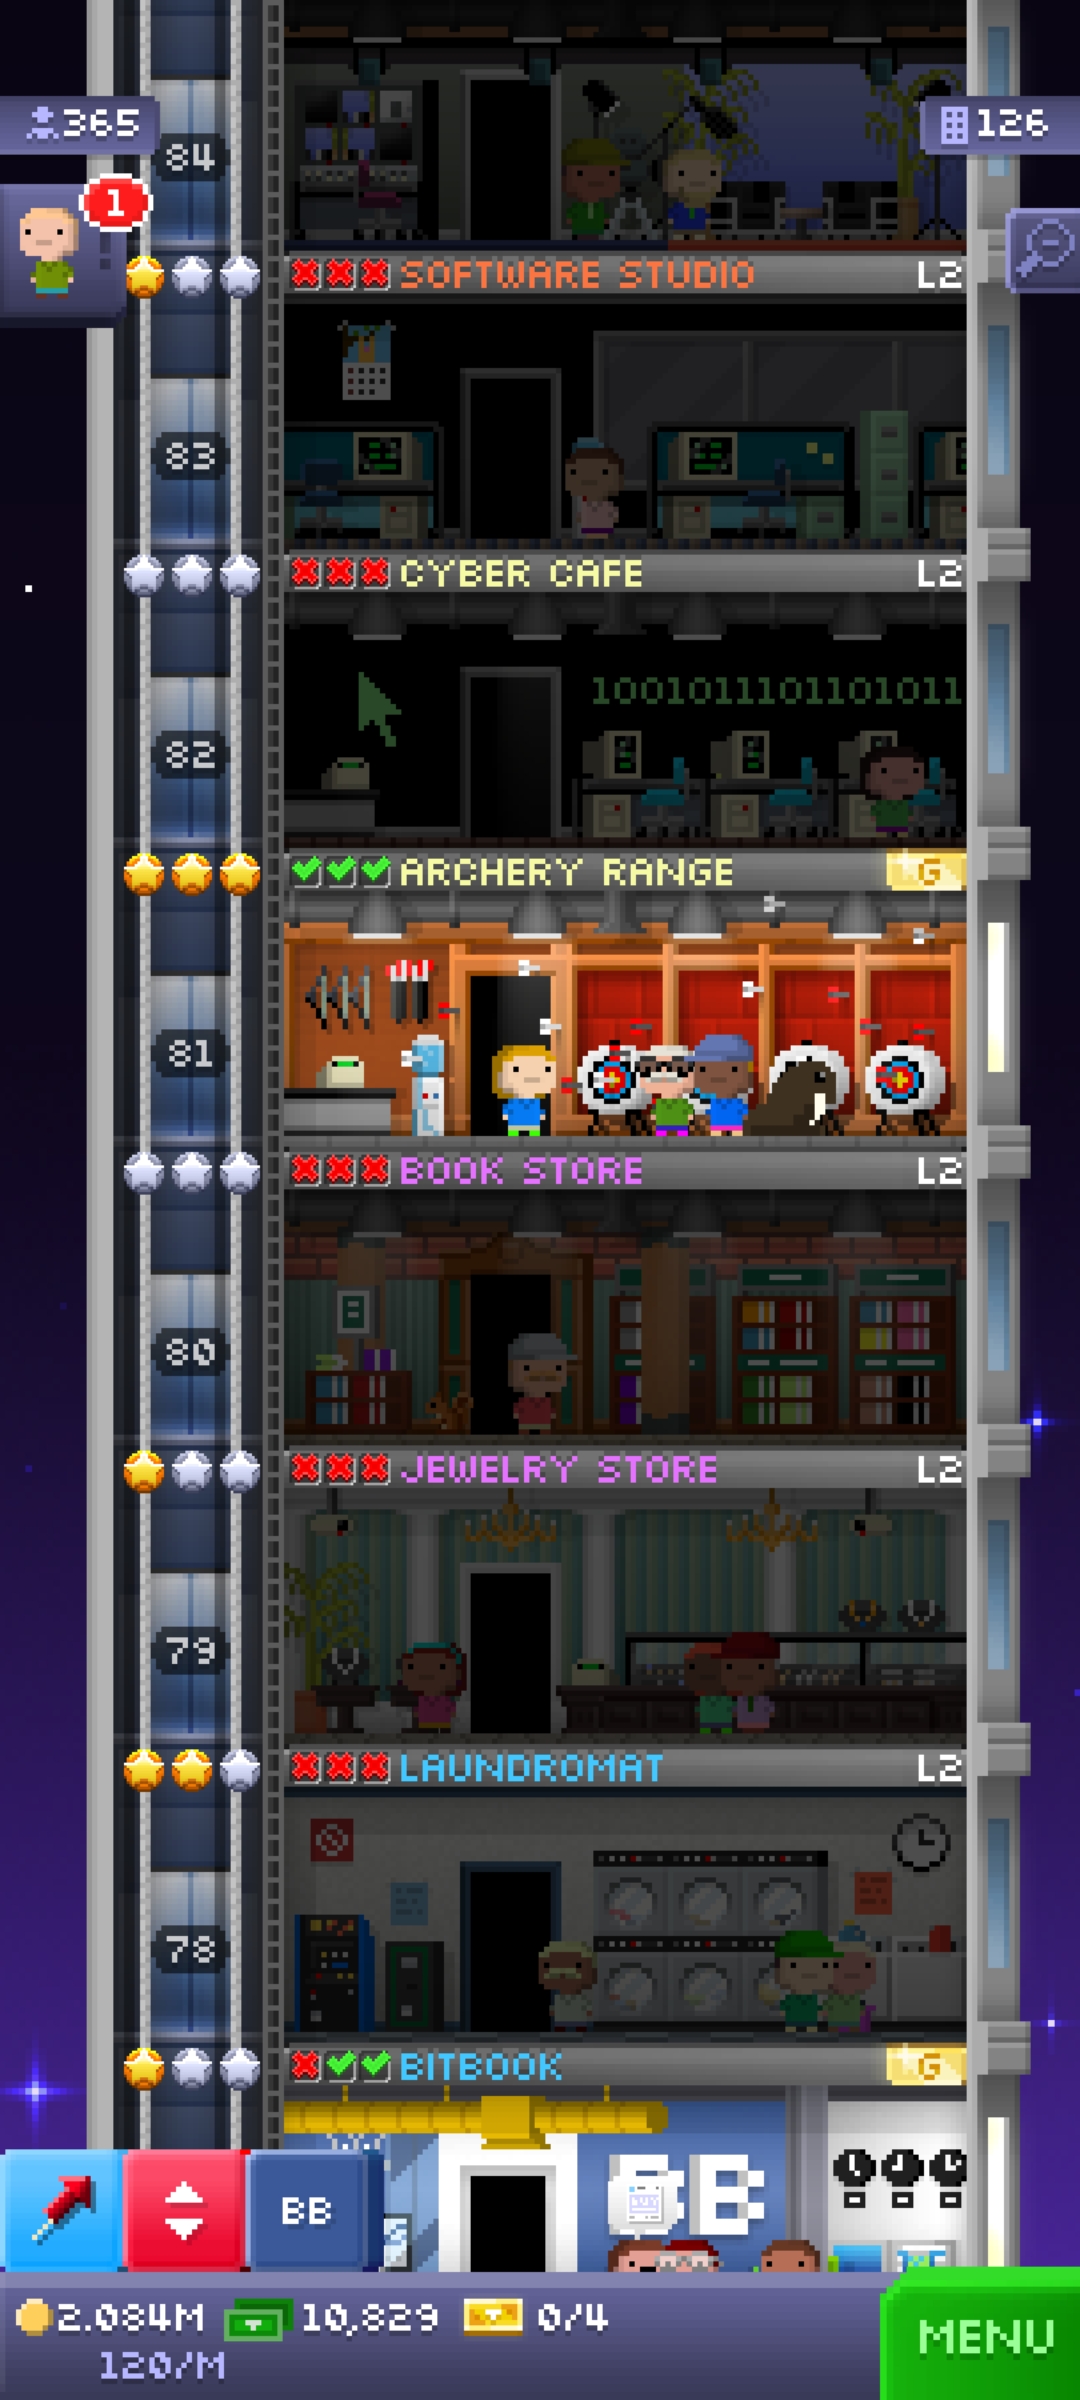 365
126
84
1
SOFTWARE STUDIO L2
83
CYBER CAFE L2
1001011101101011
82
ARCHERY RANGE G
81
BOOK STORE L2
80
JEWELRY STORE L2
79
LAUNDROMAT L2
78
BITBOOK G
BB
BB
2.084M 10,829 0/4
120/M
MENU